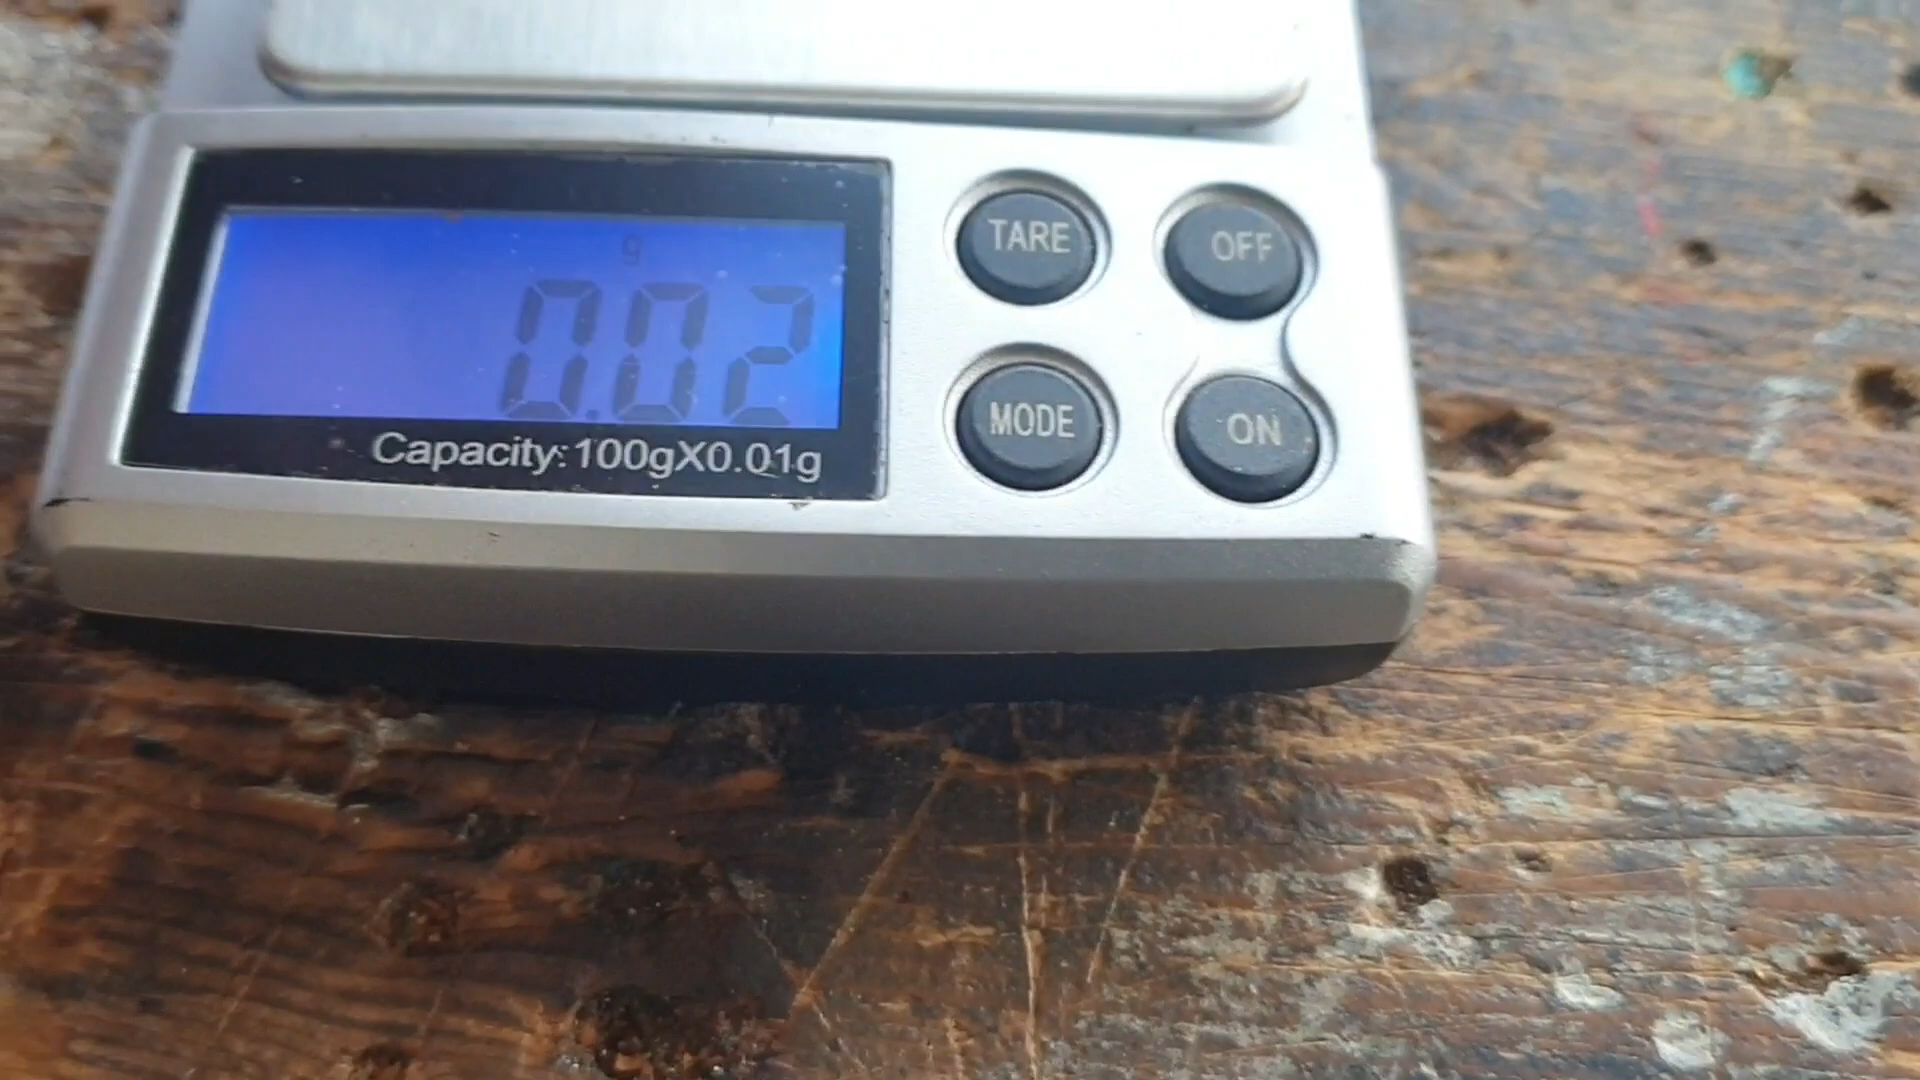 g
0.02
Capacity:100gX0.01g
TARE
OFF
MODE
ON